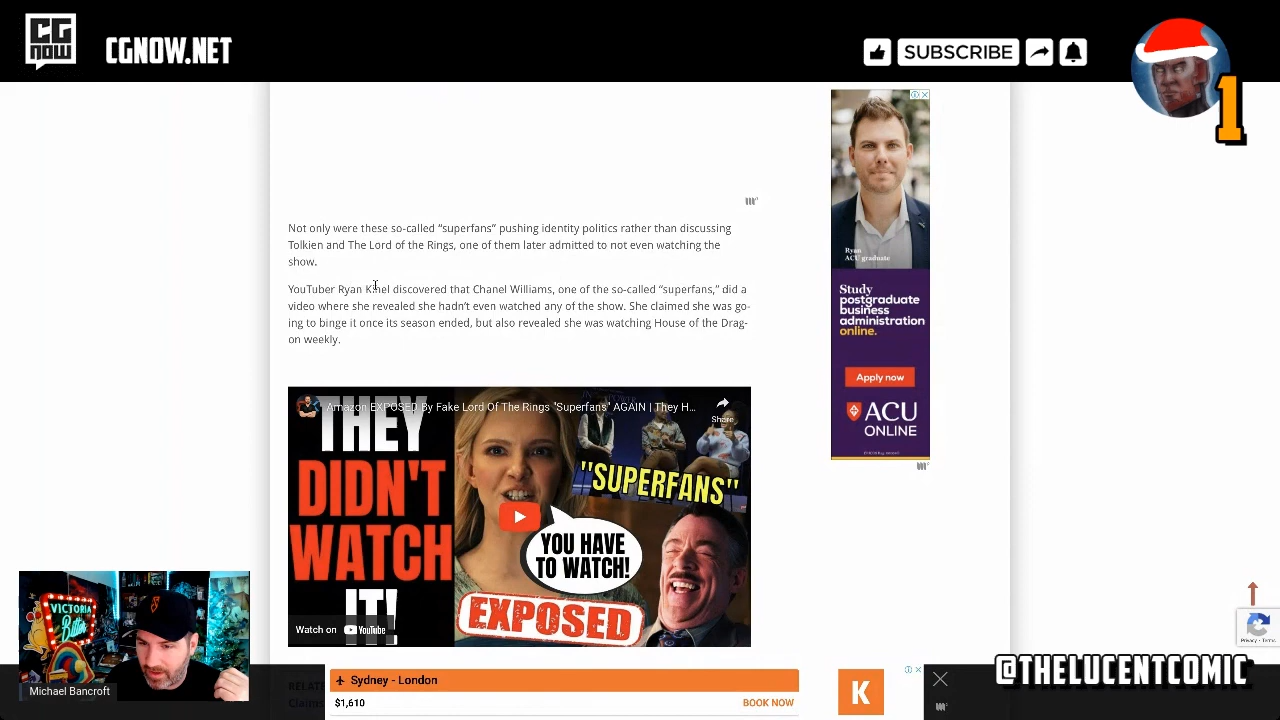 CG
NOW
CGNOW.NET
SUBSCRIBE
1
Not only were these so-called “superfans” pushing identity politics rather than discussing
Tolkien and The Lord of the Rings, one of them later admitted to not even watching the
show.
YouTuber Ryan Kinel discovered that Chanel Williams, one of the so-called “superfans,” did a
video where she revealed she hadn’t even watched any of the show. She claimed she was go-
ing to binge it once its season ended, but also revealed she was watching House of the Drag-
on weekly.
Amazon EXPOSED By Fake Lord Of The Rings "Superfans" AGAIN | They H...
Share
THEY
DIDN'T
WATCH
IT!
"SUPERFANS"
YOU HAVE
TO WATCH!
EXPOSED
Watch on YouTube
Ryan
ACU graduate
Study
postgraduate
business
administration
online.
Apply now
ACU
ONLINE
VICTORIA
Bitter
Michael Bancroft
Sydney - London
$1,610
BOOK NOW
K
Privacy - Terms
@THELUCENTCOMIC